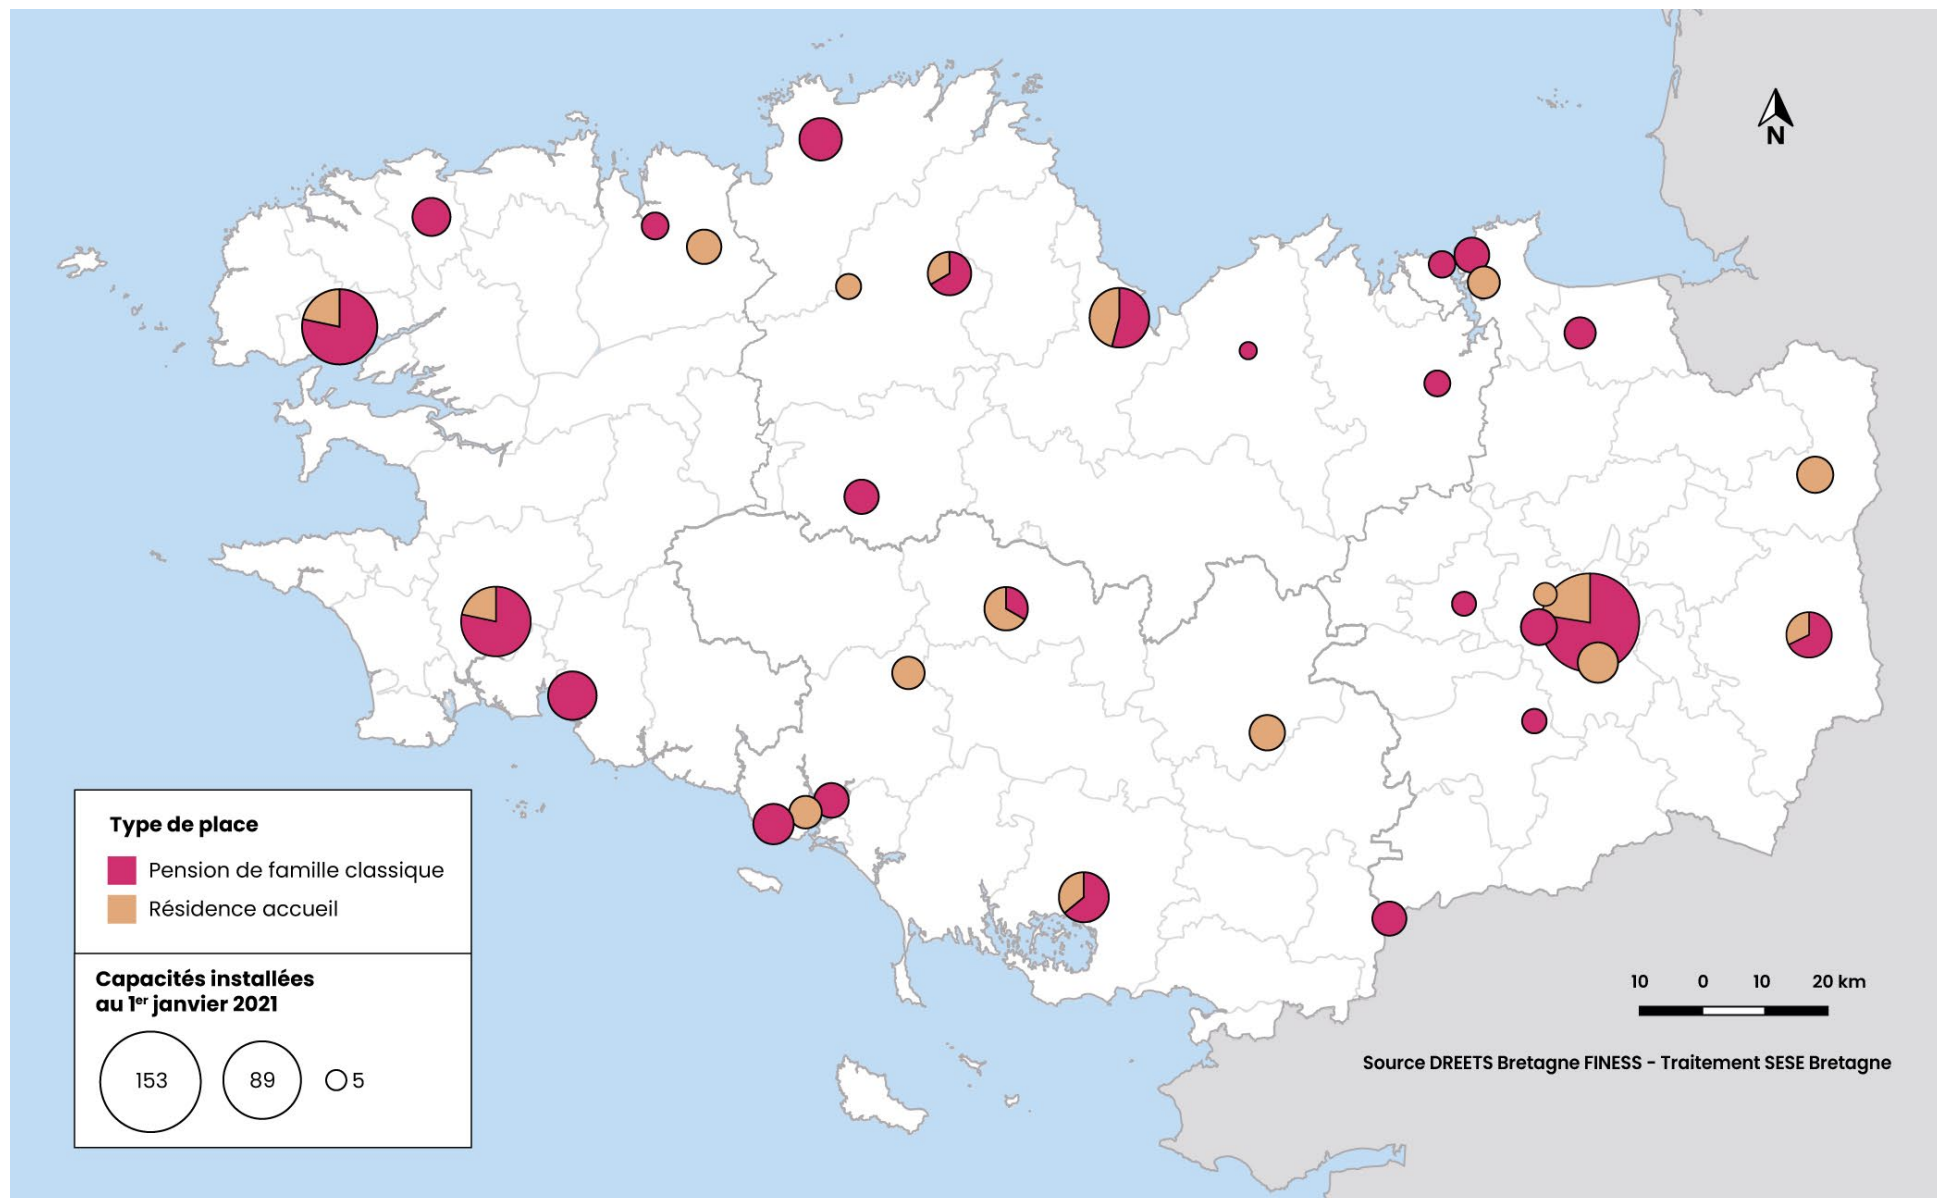 N
Type de place
Pension de famille classique
Résidence accueil
Capacités installées
au 1er janvier 2021
153
89
5
10 0 10 20 km
Source DREETS Bretagne FINESS - Traitement SESE Bretagne